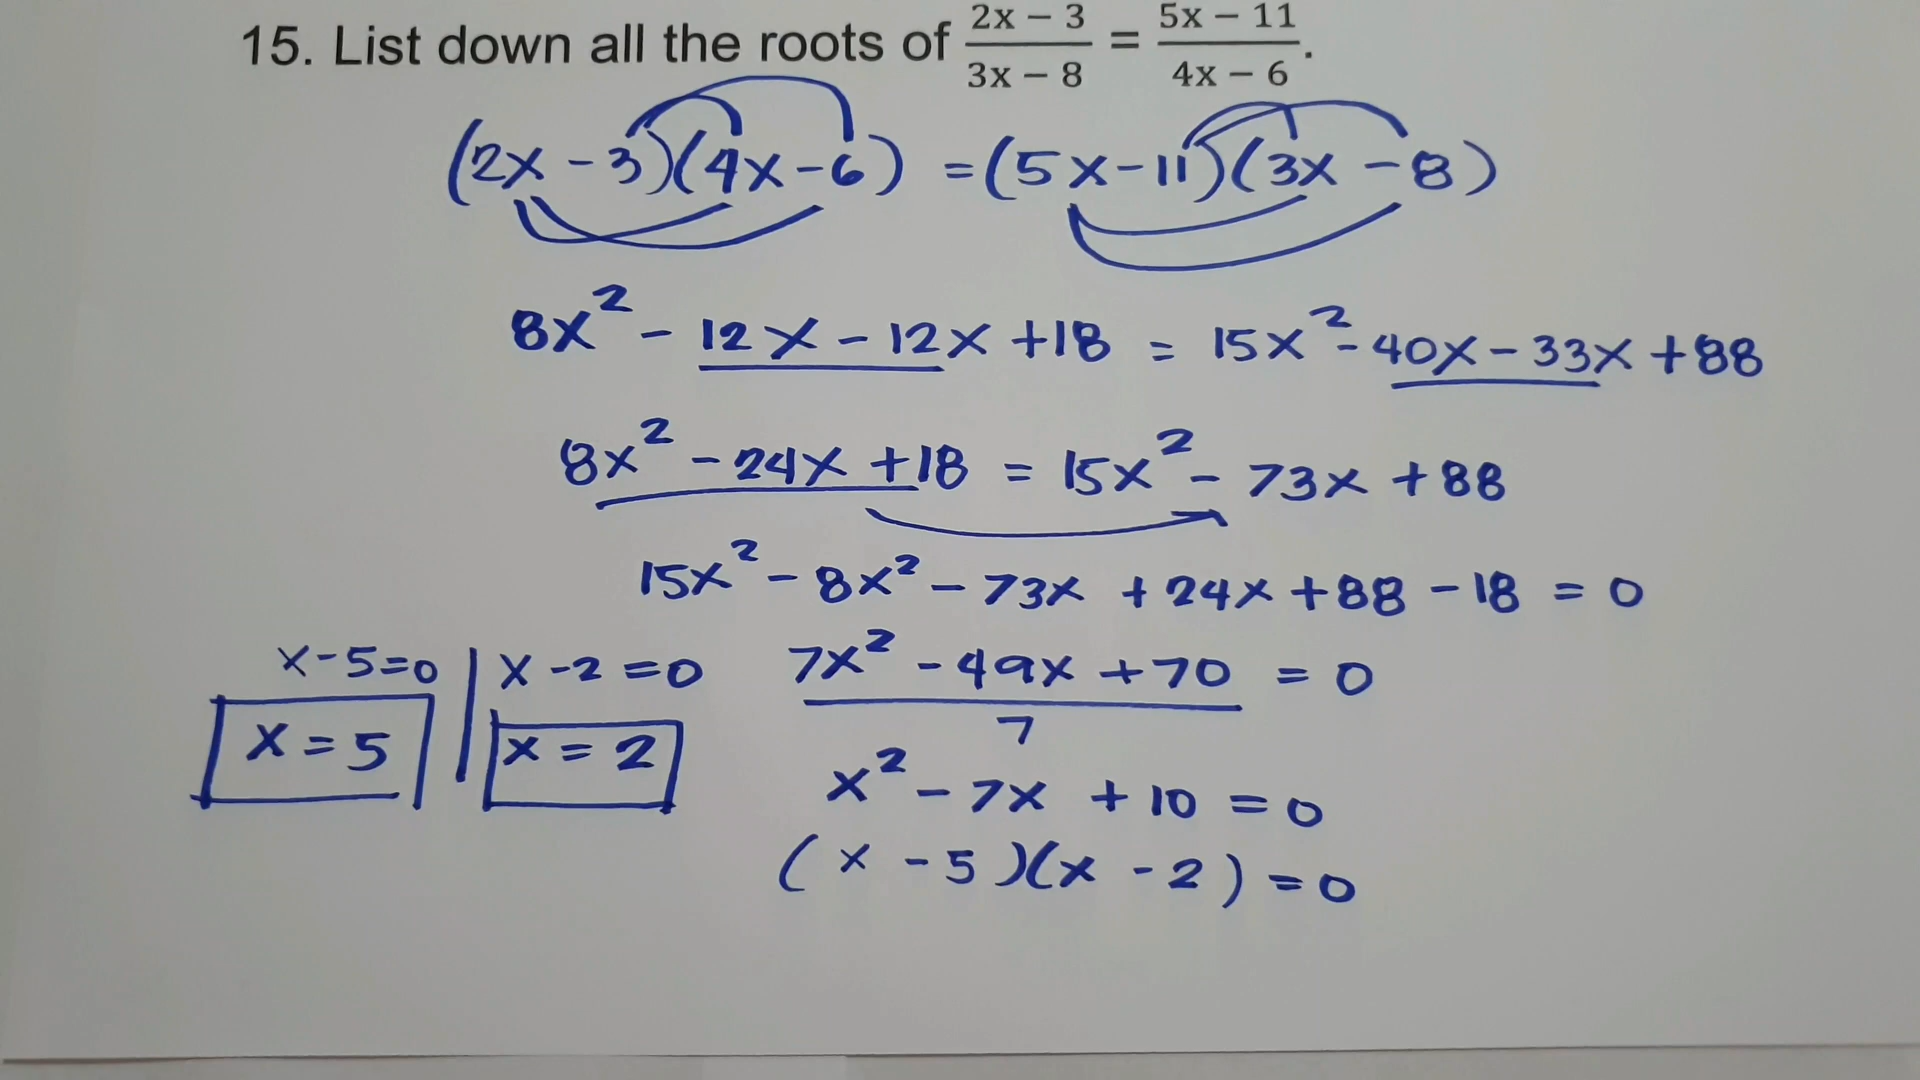 15. List down all the roots of (2x − 3)/(3x − 8) = (5x − 11)/(4x − 6).
(2x - 3)(4x - 6) = (5x - 11)(3x - 8)
8x² - 12x - 12x + 18 = 15x² - 40x - 33x + 88
8x² - 24x + 18 = 15x² - 73x + 88
15x² - 8x² - 73x + 24x + 88 - 18 = 0
7x² - 49x + 70 = 0
7
x² - 7x + 10 = 0
(x - 5)(x - 2) = 0
x - 5 = 0 | x - 2 = 0
x = 5 | x = 2